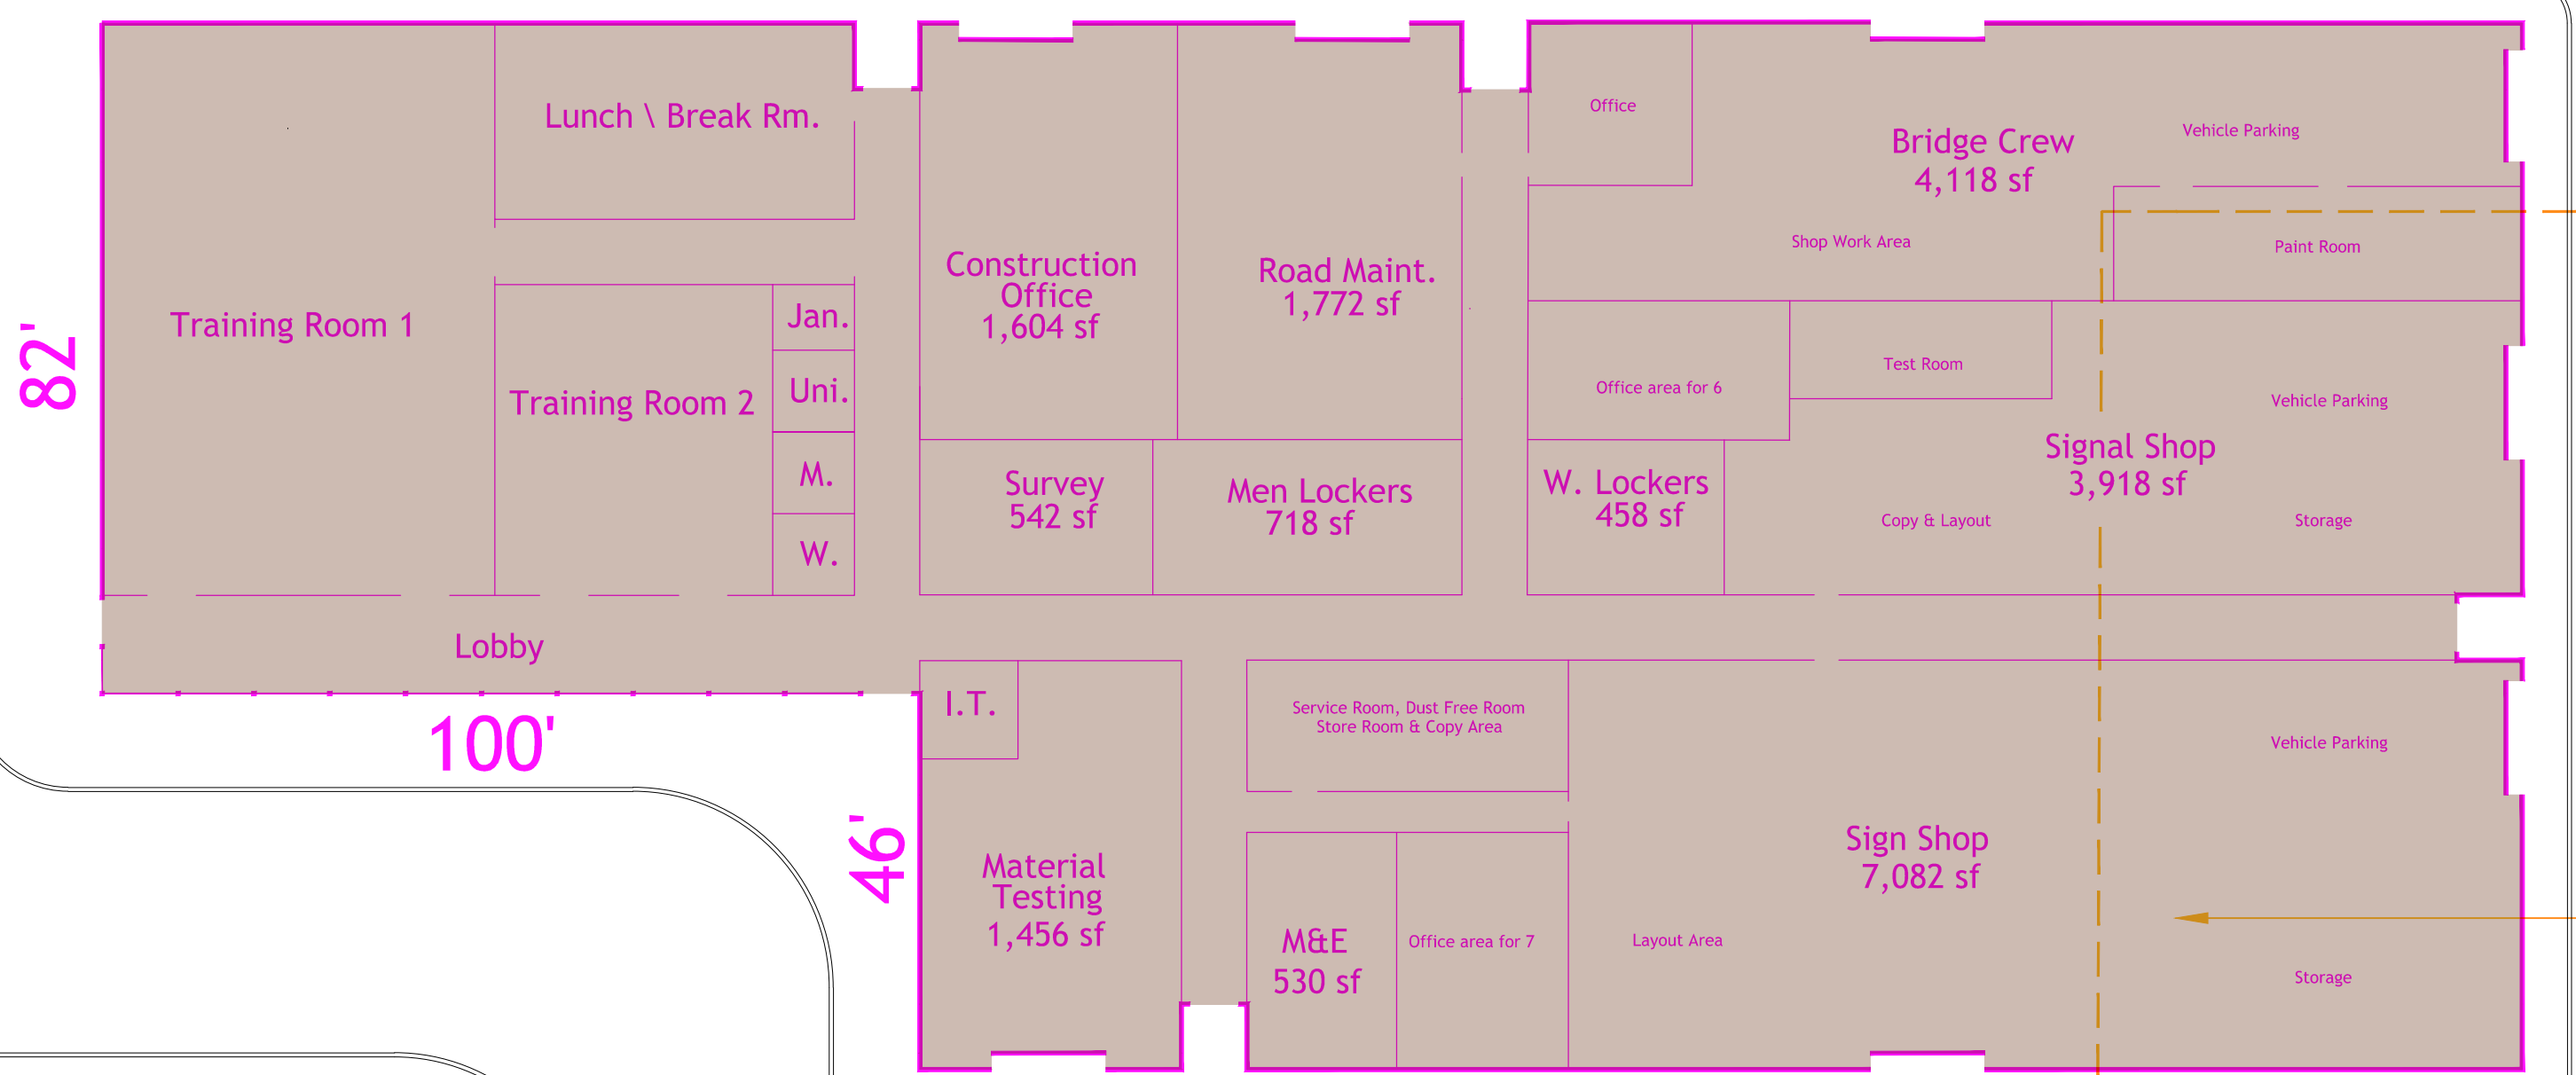 Lunch \ Break Rm.
Training Room 1
Training Room 2
Jan.
Uni.
M.
W.
Lobby
82'
100'
46'
Construction
Office
1,604 sf
Road Maint.
1,772 sf
Survey
542 sf
Men Lockers
718 sf
Office
Bridge Crew
4,118 sf
Vehicle Parking
Shop Work Area
Paint Room
Office area for 6
Test Room
Vehicle Parking
Signal Shop
3,918 sf
W. Lockers
458 sf
Copy & Layout
Storage
I.T.
Material
Testing
1,456 sf
Service Room, Dust Free Room
Store Room & Copy Area
M&E
530 sf
Office area for 7
Layout Area
Sign Shop
7,082 sf
Vehicle Parking
Storage